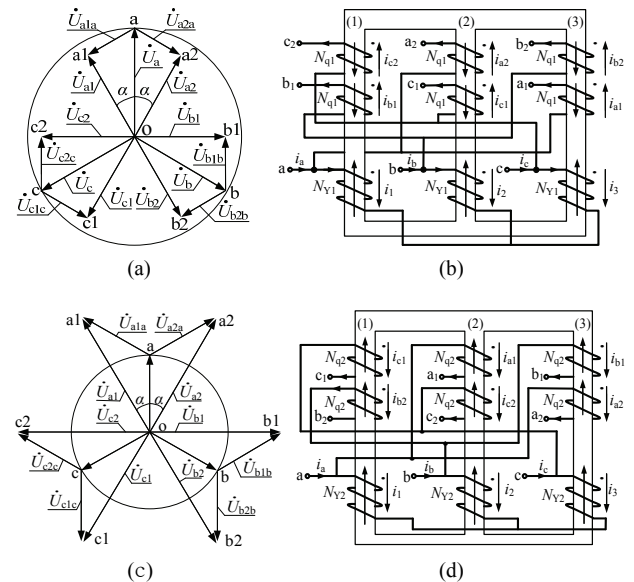 a
U̇a1a U̇a2a
a1 U̇a a2
U̇a1 α α U̇a2
c2 U̇c2 o U̇b1 b1
U̇c2c U̇b1b
c U̇c U̇b b
U̇c1c U̇c1 U̇b2 U̇b2b
c1 b2
(a)
(1) (2) (3)
c2 a2 b2
Nq1 ic2 Nq1 ia2 Nq1 ib2
b1 c1 a1
Nq1 ib1 Nq1 ic1 Nq1 ia1
a ia b ib c ic
NY1 i1 NY1 i2 NY1 i3
(b)
a1 U̇a1a U̇a2a a2
a
U̇a1 α α U̇a2
c2 U̇c2 o U̇b1 b1
U̇c2c c b U̇b1b
U̇c1c U̇c1 U̇b2 U̇b2b
c1 b2
(c)
(1) (2) (3)
Nq2 ic1 Nq2 ia1 Nq2 ib1
c1 a1 b1
Nq2 ib2 Nq2 ic2 Nq2 ia2
b2 c2 a2
a ia b ib c ic
NY2 i1 NY2 i2 NY2 i3
(d)